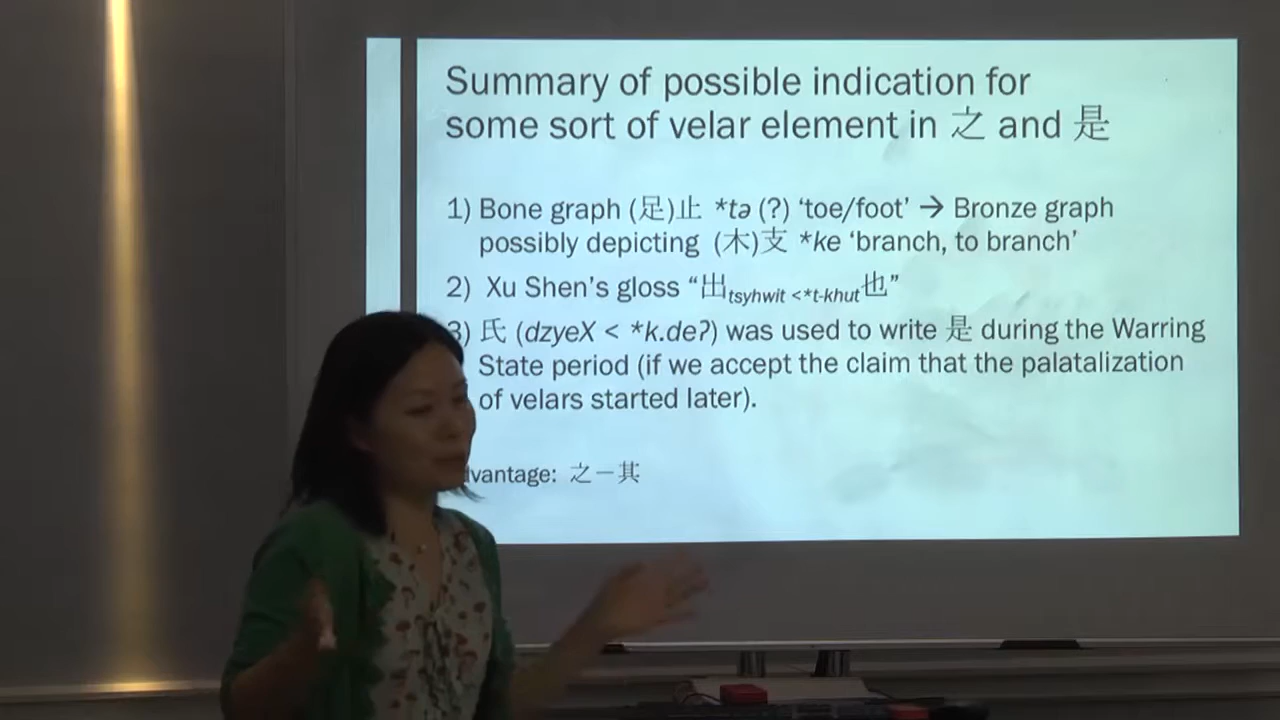 Summary of possible indication for
some sort of velar element in 之 and 是
1) Bone graph (足)止 *tə (?) ‘toe/foot’ → Bronze graph
possibly depicting (木)支 *ke ‘branch, to branch’
2) Xu Shen’s gloss “出tsyhwit <*t-khut也”
3) 氏 (dzyeX < *k.deʔ) was used to write 是 during the Warring
State period (if we accept the claim that the palatalization
of velars started later).
vantage: 之－其